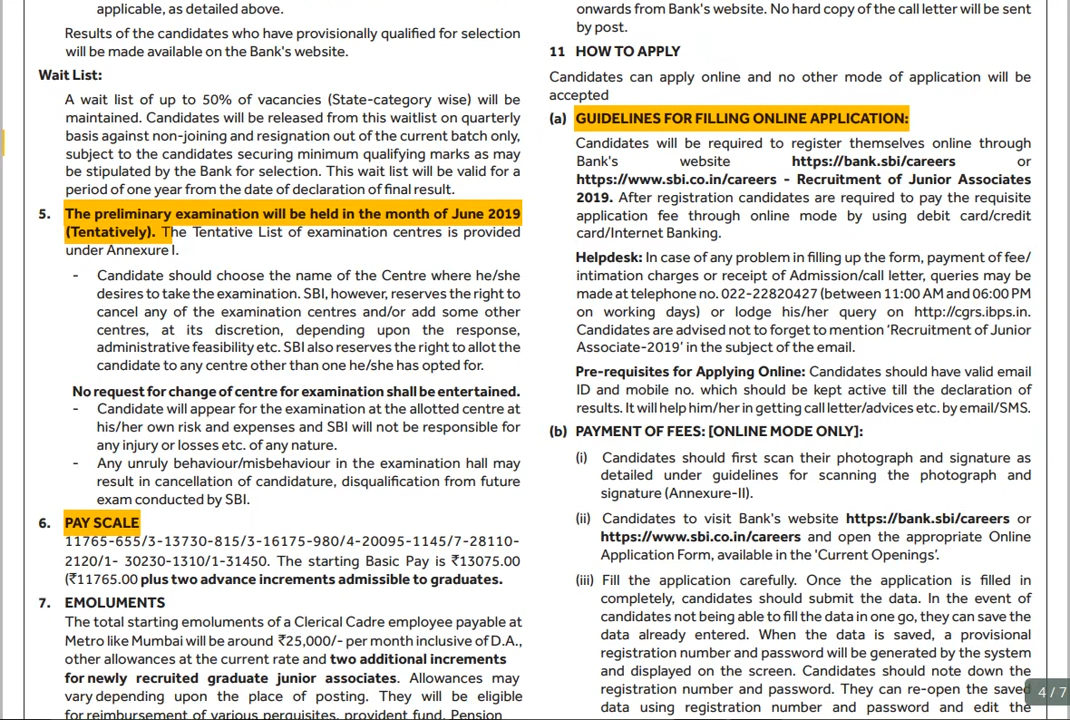 applicable, as detailed above.
Results of the candidates who have provisionally qualified for selection
will be made available on the Bank's website.
Wait List:
A wait list of up to 50% of vacancies (State-category wise) will be
maintained. Candidates will be released from this waitlist on quarterly
basis against non-joining and resignation out of the current batch only,
subject to the candidates securing minimum qualifying marks as may
be stipulated by the Bank for selection. This wait list will be valid for a
period of one year from the date of declaration of final result.
5. The preliminary examination will be held in the month of June 2019
(Tentatively). The Tentative List of examination centres is provided
under Annexure I.
- Candidate should choose the name of the Centre where he/she
desires to take the examination. SBI, however, reserves the right to
cancel any of the examination centres and/or add some other
centres, at its discretion, depending upon the response,
administrative feasibility etc. SBI also reserves the right to allot the
candidate to any centre other than one he/she has opted for.
No request for change of centre for examination shall be entertained.
- Candidate will appear for the examination at the allotted centre at
his/her own risk and expenses and SBI will not be responsible for
any injury or losses etc. of any nature.
- Any unruly behaviour/misbehaviour in the examination hall may
result in cancellation of candidature, disqualification from future
exam conducted by SBI.
6. PAY SCALE
11765-655/3-13730-815/3-16175-980/4-20095-1145/7-28110-
2120/1- 30230-1310/1-31450. The starting Basic Pay is ₹13075.00
(₹11765.00 plus two advance increments admissible to graduates.
7. EMOLUMENTS
The total starting emoluments of a Clerical Cadre employee payable at
Metro like Mumbai will be around ₹25,000/- per month inclusive of D.A.,
other allowances at the current rate and two additional increments
for newly recruited graduate junior associates. Allowances may
vary depending upon the place of posting. They will be eligible
for reimbursement of various perquisites, provident fund, Pension
onwards from Bank's website. No hard copy of the call letter will be sent
by post.
11 HOW TO APPLY
Candidates can apply online and no other mode of application will be
accepted
(a) GUIDELINES FOR FILLING ONLINE APPLICATION:
Candidates will be required to register themselves online through
Bank's website https://bank.sbi/careers or
https://www.sbi.co.in/careers - Recruitment of Junior Associates
2019. After registration candidates are required to pay the requisite
application fee through online mode by using debit card/credit
card/Internet Banking.
Helpdesk: In case of any problem in filling up the form, payment of fee/
intimation charges or receipt of Admission/call letter, queries may be
made at telephone no. 022-22820427 (between 11:00 AM and 06:00 PM
on working days) or lodge his/her query on http://cgrs.ibps.in.
Candidates are advised not to forget to mention 'Recruitment of Junior
Associate-2019' in the subject of the email.
Pre-requisites for Applying Online: Candidates should have valid email
ID and mobile no. which should be kept active till the declaration of
results. It will help him/her in getting call letter/advices etc. by email/SMS.
(b) PAYMENT OF FEES: [ONLINE MODE ONLY]:
(i) Candidates should first scan their photograph and signature as
detailed under guidelines for scanning the photograph and
signature (Annexure-II).
(ii) Candidates to visit Bank's website https://bank.sbi/careers or
https://www.sbi.co.in/careers and open the appropriate Online
Application Form, available in the 'Current Openings'.
(iii) Fill the application carefully. Once the application is filled in
completely, candidates should submit the data. In the event of
candidates not being able to fill the data in one go, they can save the
data already entered. When the data is saved, a provisional
registration number and password will be generated by the system
and displayed on the screen. Candidates should note down the
registration number and password. They can re-open the saved
data using registration number and password and edit the
4 / 7